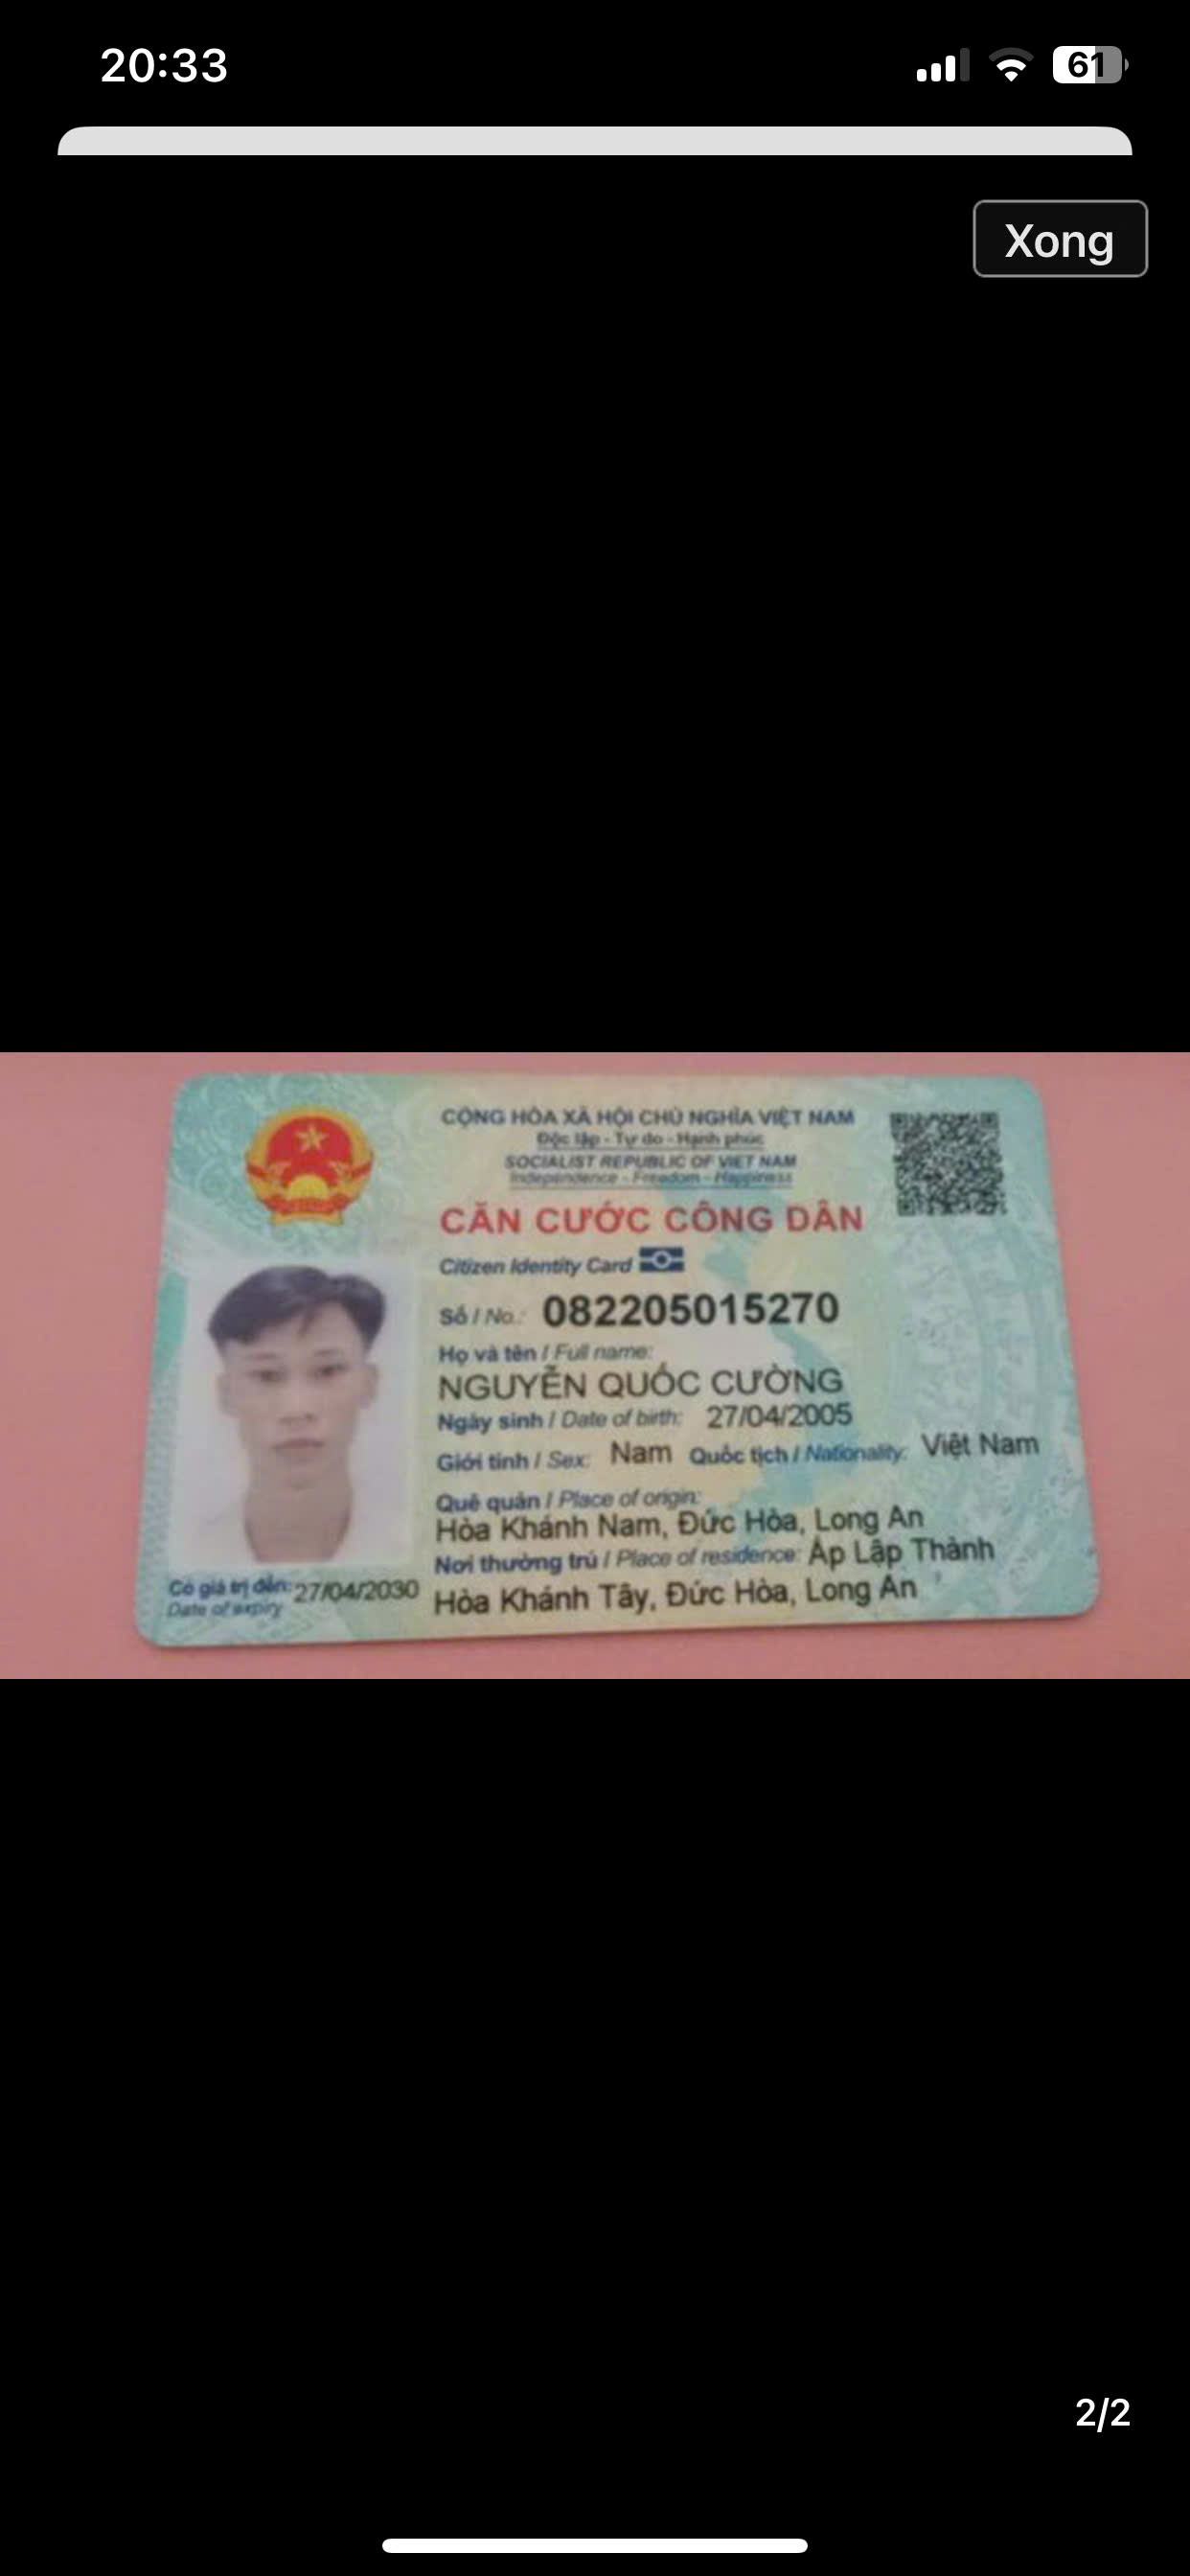 20:33
61
Xong
CỘNG HÒA XÃ HỘI CHỦ NGHĨA VIỆT NAM
Độc lập - Tự do - Hạnh phúc
SOCIALIST REPUBLIC OF VIET NAM
Independence - Freedom - Happiness
CĂN CƯỚC CÔNG DÂN
Citizen Identity Card
Số / No.: 082205015270
Họ và tên / Full name:
NGUYỄN QUỐC CƯỜNG
Ngày sinh / Date of birth: 27/04/2005
Giới tính / Sex: Nam Quốc tịch / Nationality: Việt Nam
Quê quán / Place of origin:
Hòa Khánh Nam, Đức Hòa, Long An
Nơi thường trú / Place of residence: Ấp Lập Thành
Hòa Khánh Tây, Đức Hòa, Long An
Có giá trị đến: 27/04/2030
Date of expiry
2/2